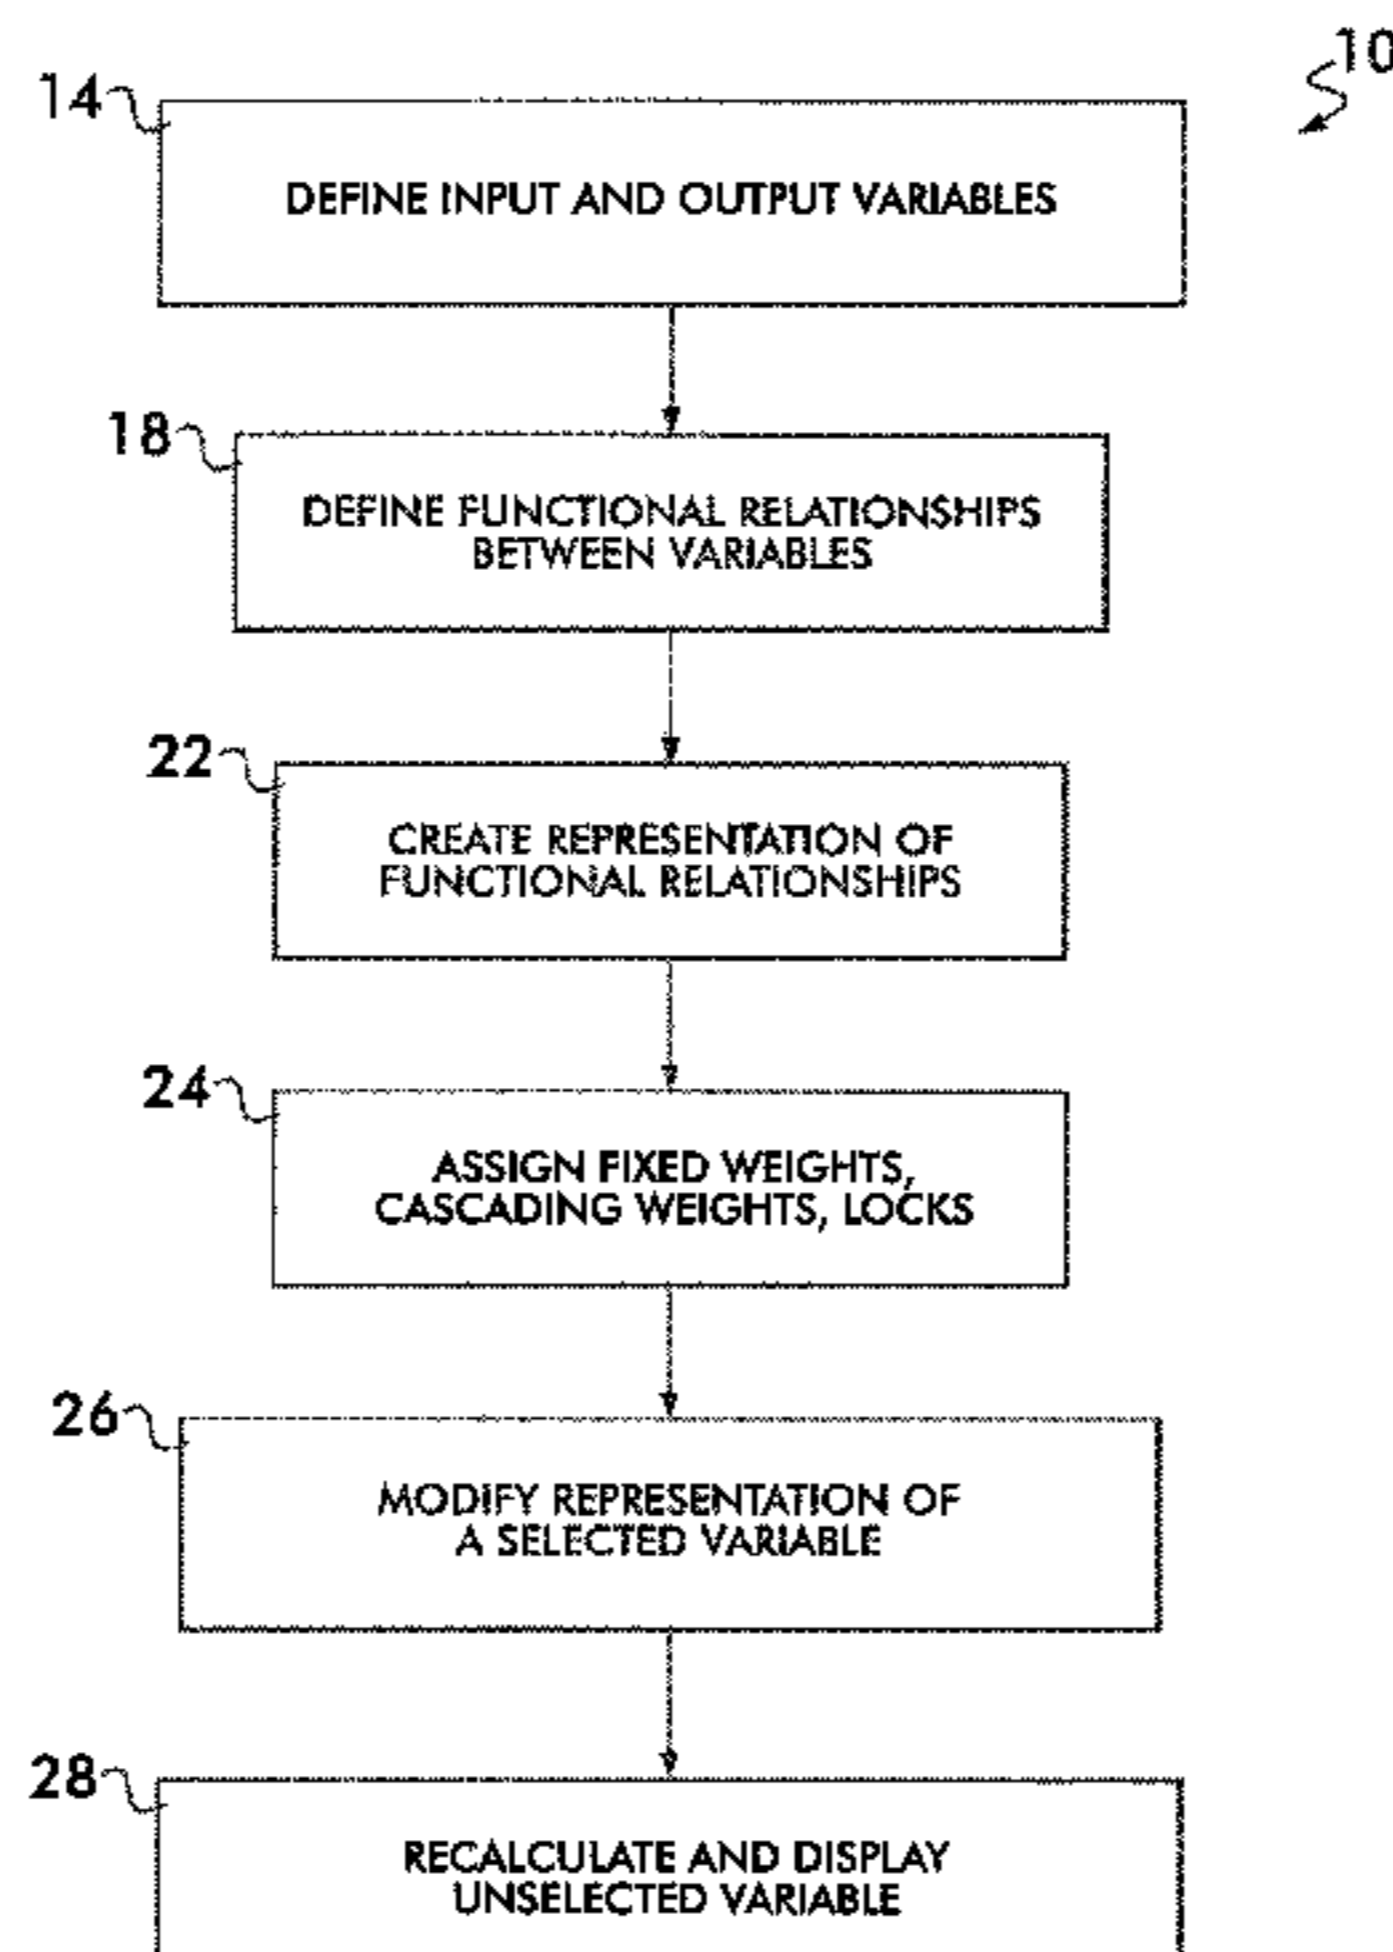 10
14
DEFINE INPUT AND OUTPUT VARIABLES
18
DEFINE FUNCTIONAL RELATIONSHIPS
BETWEEN VARIABLES
22
CREATE REPRESENTATION OF
FUNCTIONAL RELATIONSHIPS
24
ASSIGN FIXED WEIGHTS,
CASCADING WEIGHTS, LOCKS
26
MODIFY REPRESENTATION OF
A SELECTED VARIABLE
28
RECALCULATE AND DISPLAY
UNSELECTED VARIABLE